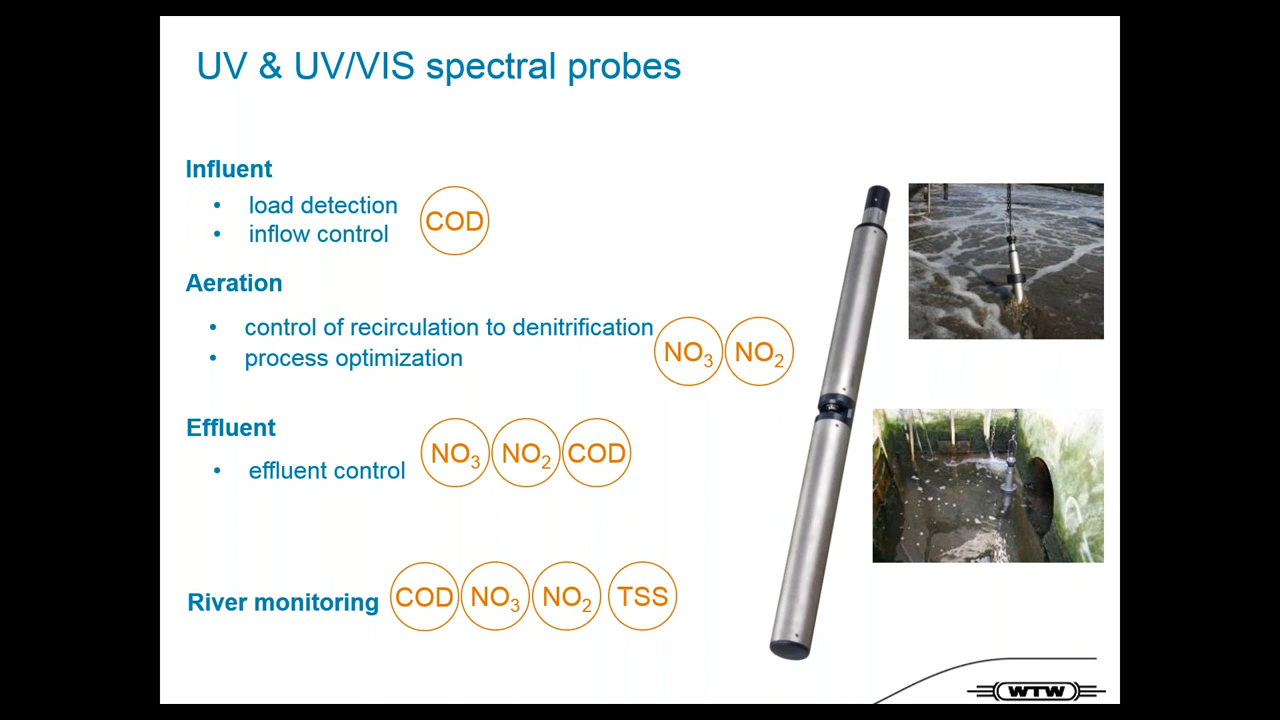 UV & UV/VIS spectral probes
Influent
• load detection
• inflow control
COD
Aeration
• control of recirculation to denitrification
• process optimization
NO₃ NO₂
Effluent
• effluent control
NO₃ NO₂ COD
River monitoring
COD NO₃ NO₂ TSS
WTW